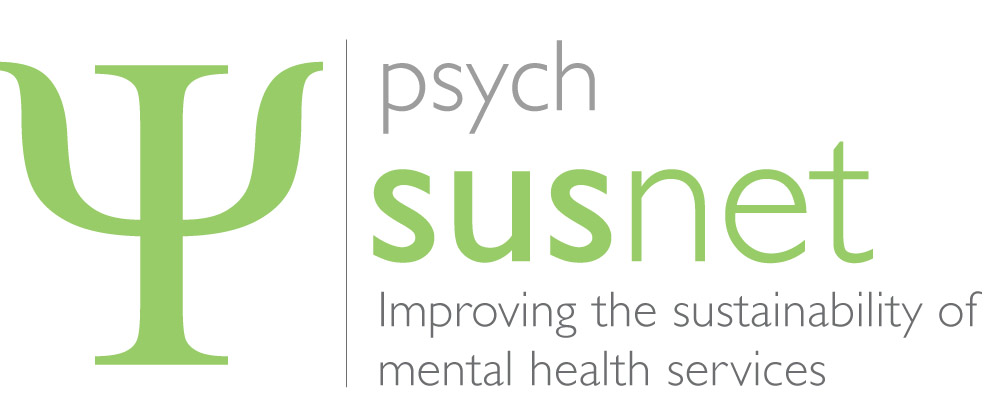 Ψ
psych
susnet
Improving the sustainability of
mental health services